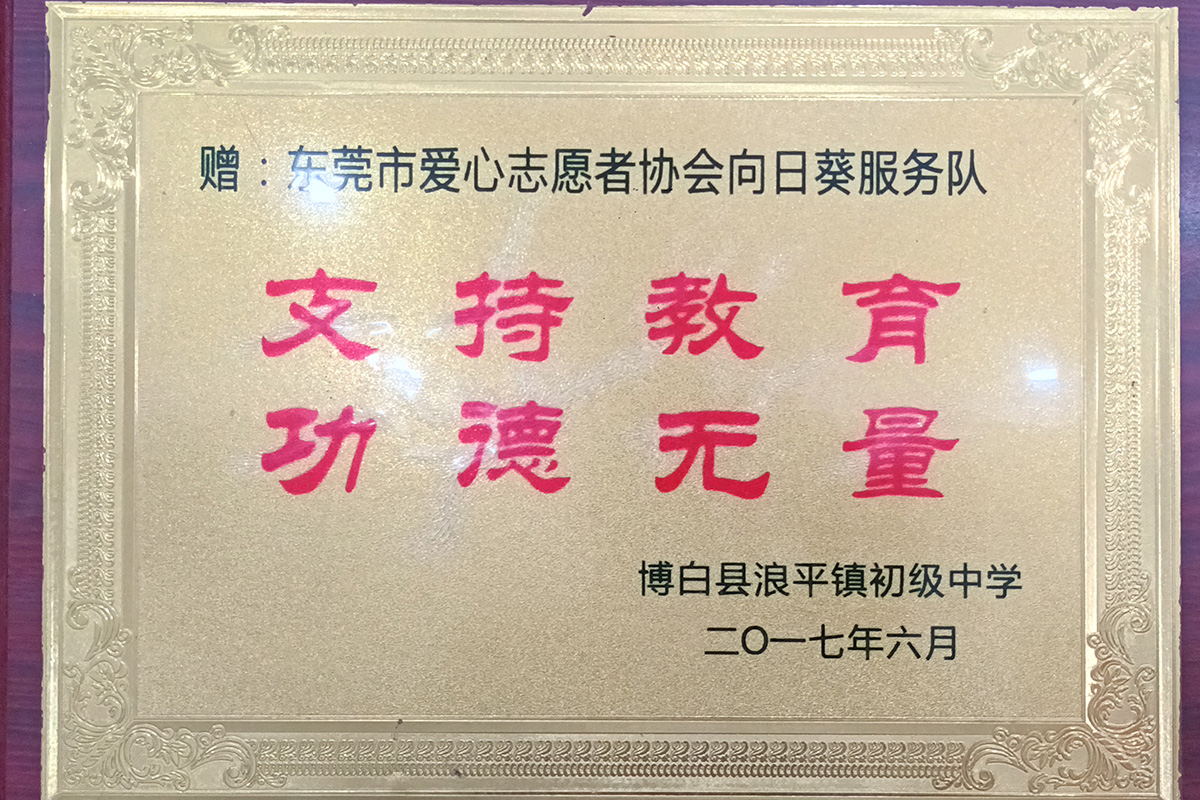 赠：东莞市爱心志愿者协会向日葵服务队
支持教育
功德无量
博白县浪平镇初级中学
二〇一七年六月